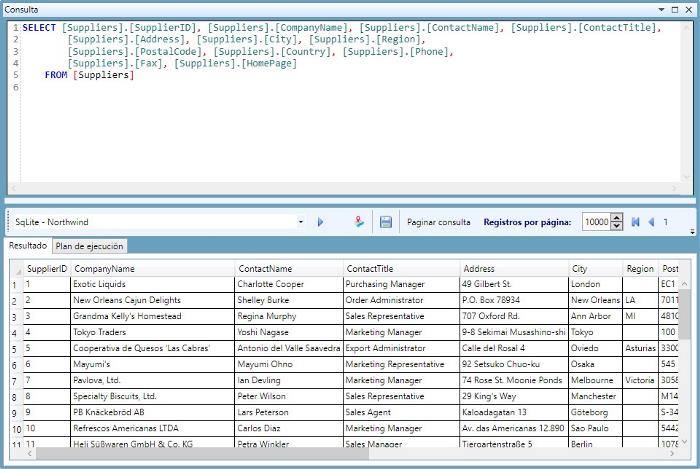 Consulta
1 SELECT [Suppliers].[SupplierID], [Suppliers].[CompanyName], [Suppliers].[ContactName], [Suppliers].[ContactTitle],
2 [Suppliers].[Address], [Suppliers].[City], [Suppliers].[Region],
3 [Suppliers].[PostalCode], [Suppliers].[Country], [Suppliers].[Phone],
4 [Suppliers].[Fax], [Suppliers].[HomePage]
5 FROM [Suppliers]
6
SqLite - Northwind Paginar consulta Registros por página: 10000 1
Resultado Plan de ejecución
SupplierID CompanyName ContactName ContactTitle Address City Region Post
1 1 Exotic Liquids Charlotte Cooper Purchasing Manager 49 Gilbert St. London EC1
2 2 New Orleans Cajun Delights Shelley Burke Order Administrator P.O. Box 78934 New Orleans LA 7011
3 3 Grandma Kelly's Homestead Regina Murphy Sales Representative 707 Oxford Rd. Ann Arbor MI 4810
4 4 Tokyo Traders Yoshi Nagase Marketing Manager 9-8 Sekimai Musashino-shi Tokyo 100
5 5 Cooperativa de Quesos 'Las Cabras' Antonio del Valle Saavedra Export Administrator Calle del Rosal 4 Oviedo Asturias 3300
6 6 Mayumi's Mayumi Ohno Marketing Representative 92 Setsuko Chuo-ku Osaka 545
7 7 Pavlova, Ltd. Ian Devling Marketing Manager 74 Rose St. Moonie Ponds Melbourne Victoria 3058
8 8 Specialty Biscuits, Ltd. Peter Wilson Sales Representative 29 King's Way Manchester M14
9 9 PB Knäckebröd AB Lars Peterson Sales Agent Kaloadagatan 13 Göteborg S-34
10 10 Refrescos Americanas LTDA Carlos Diaz Marketing Manager Av. das Americanas 12.890 Sao Paulo 5442
11 11 Heli Süßwaren GmbH & Co. KG Petra Winkler Sales Manager Tiergartenstraße 5 Berlin 1078